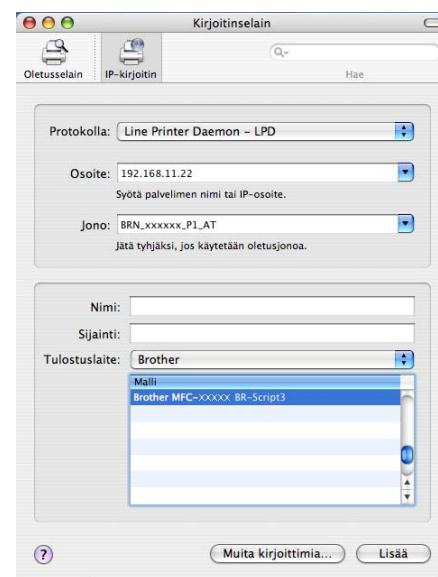 Kirjoitinselain
Oletusselain
IP-kirjoitin
Hae
Protokolla: Line Printer Daemon – LPD
Osoite: 192.168.11.22
Syötä palvelimen nimi tai IP-osoite.
Jono: BRN_xxxxxx_P1_AT
Jätä tyhjäksi, jos käytetään oletusjonoa.
Nimi:
Sijainti:
Tulostuslaite: Brother
Malli
Brother MFC-XXXXX BR-Script3
? Muita kirjoittimia... Lisää